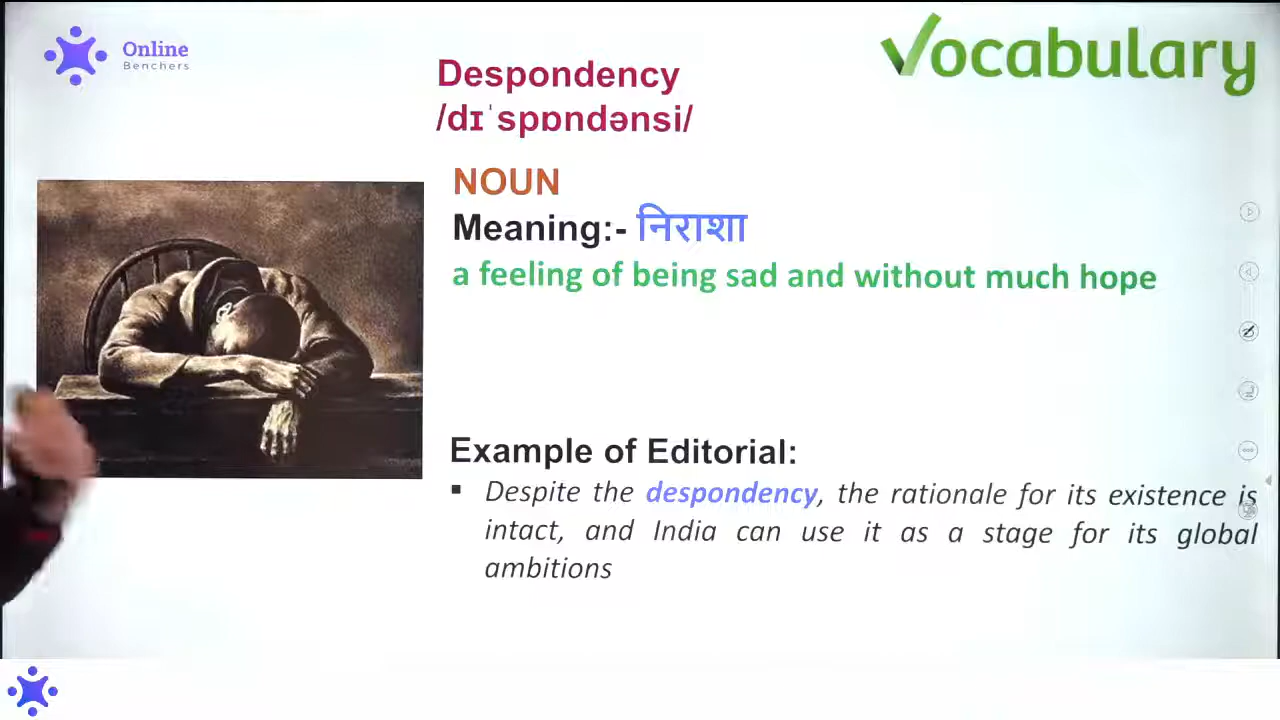 Online
Benchers
Vocabulary
Despondency
/dɪˈspɒndənsi/
NOUN
Meaning:- निराशा
a feeling of being sad and without much hope
Example of Editorial:
▪ Despite the despondency, the rationale for its existence is
intact, and India can use it as a stage for its global
ambitions